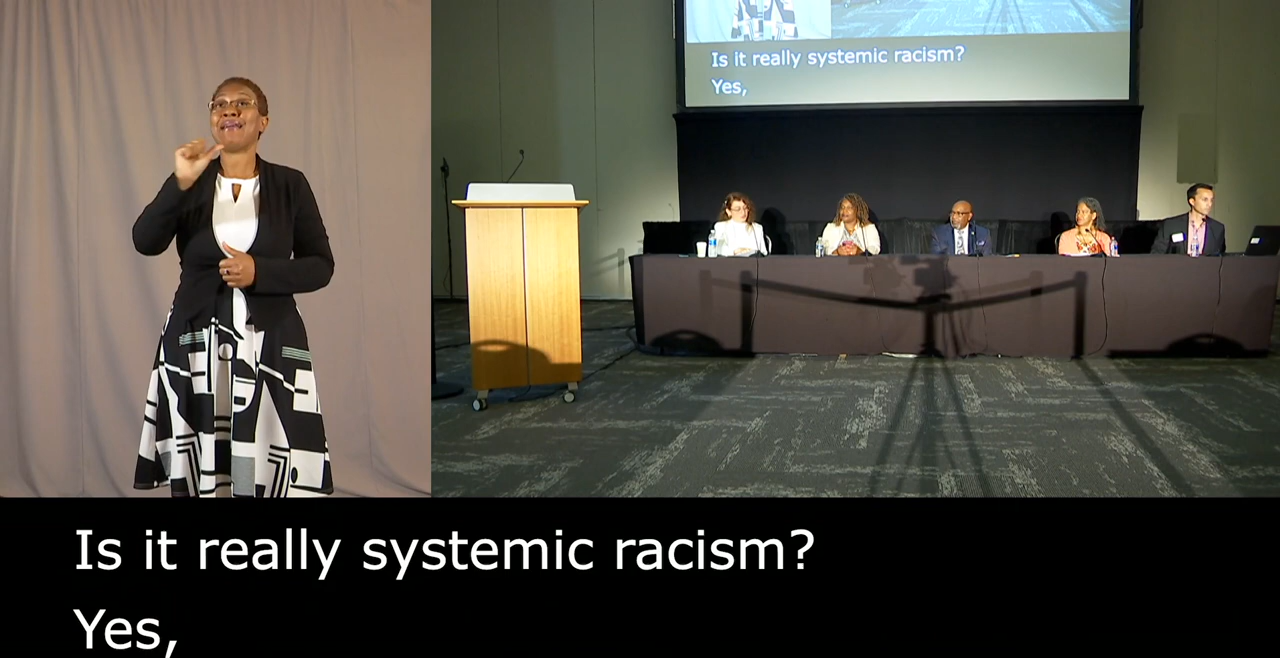 Is it really systemic racism?
Yes,
Is it really systemic racism?
Yes,